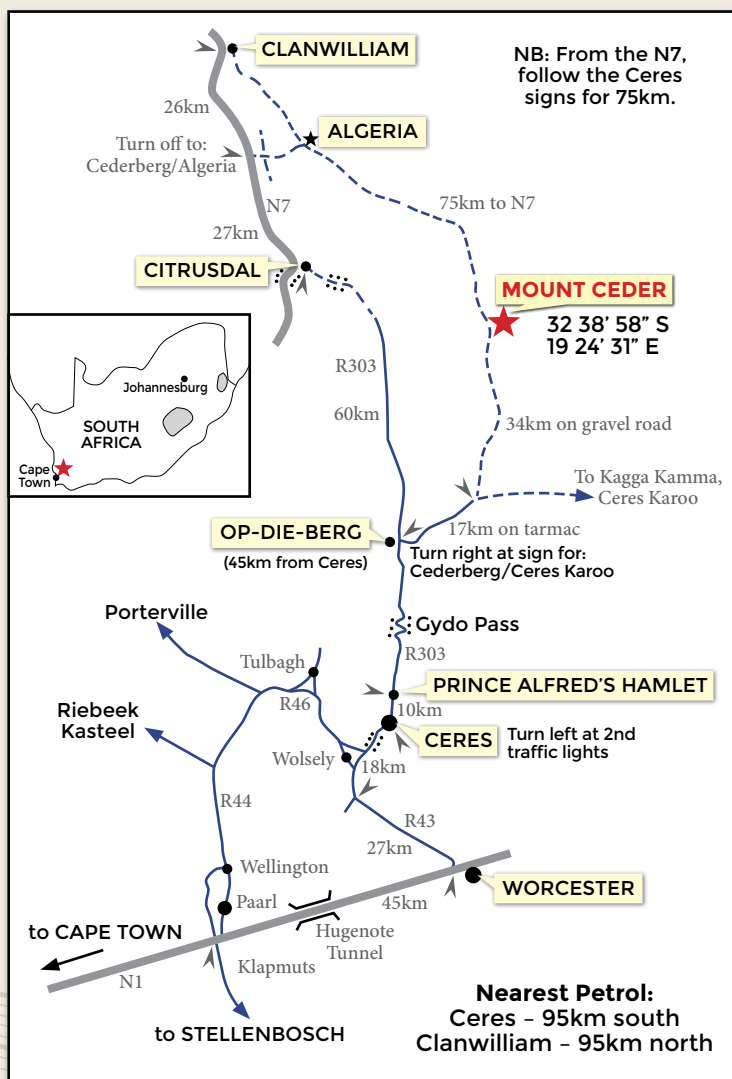 CLANWILLIAM
NB: From the N7,
follow the Ceres
signs for 75km.
26km
ALGERIA
Turn off to:
Cederberg/Algeria
75km to N7
N7
27km
CITRUSDAL
MOUNT CEDER
32 38’ 58” S
19 24’ 31” E
Johannesburg
SOUTH
AFRICA
Cape
Town
R303
60km
34km on gravel road
To Kagga Kamma,
Ceres Karoo
17km on tarmac
OP-DIE-BERG
(45km from Ceres)
Turn right at sign for:
Cederberg/Ceres Karoo
Porterville
Gydo Pass
Tulbagh
R303
PRINCE ALFRED’S HAMLET
R46
10km
Riebeek
Kasteel
CERES
Turn left at 2nd
traffic lights
Wolsely
18km
R44
R43
27km
Wellington
Paarl
WORCESTER
45km
to CAPE TOWN
Hugenote
Tunnel
N1
Klapmuts
to STELLENBOSCH
Nearest Petrol:
Ceres – 95km south
Clanwilliam – 95km north